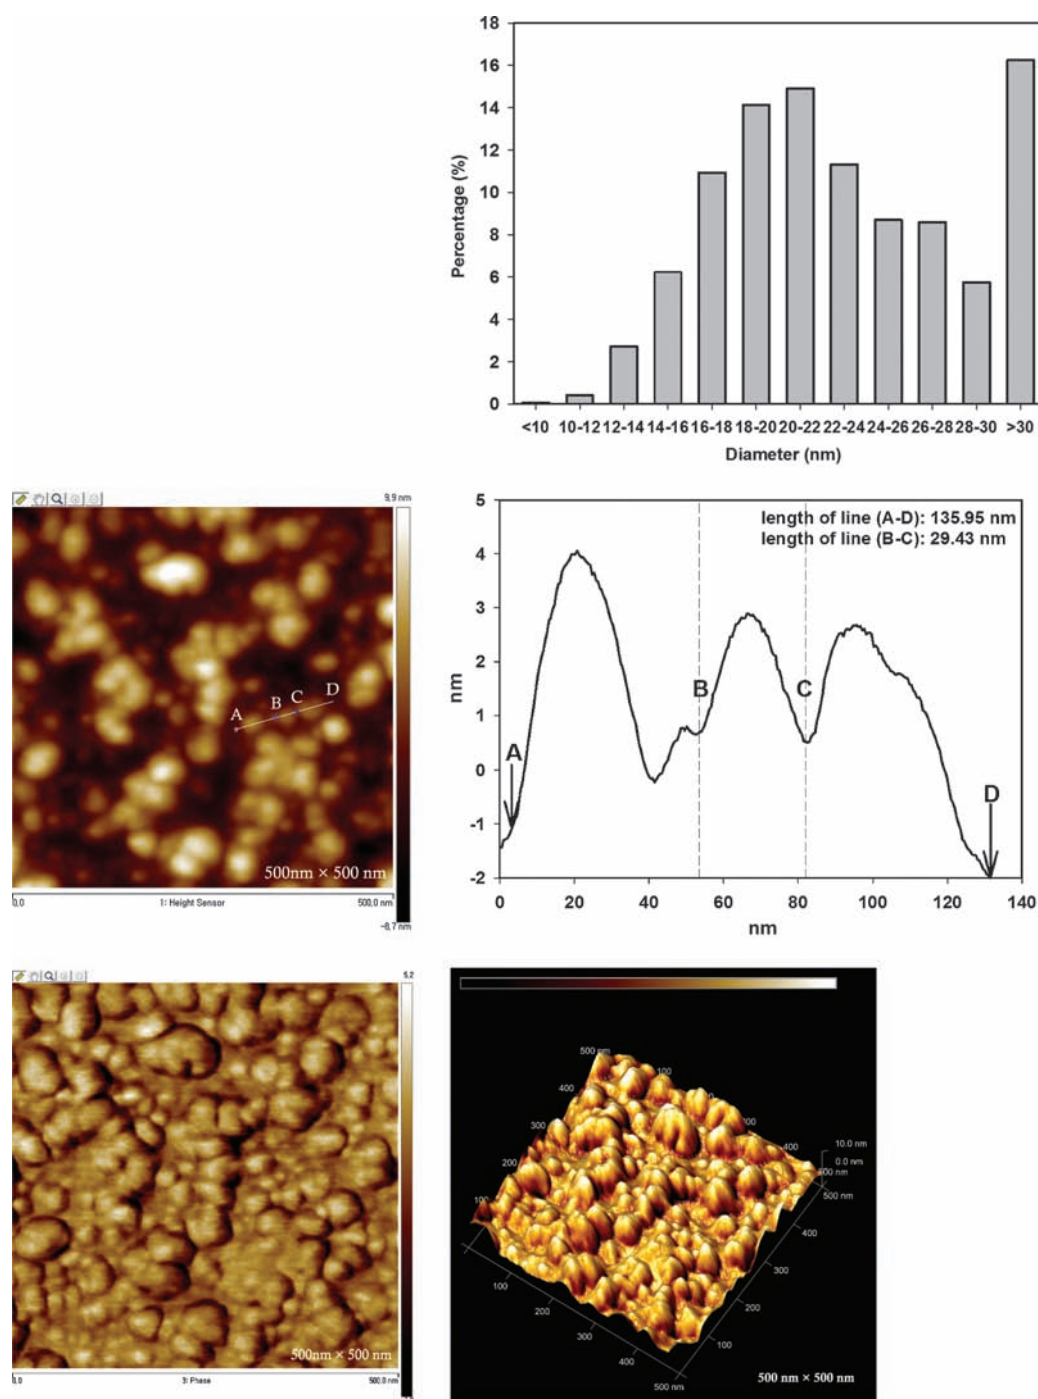 18
16
14
12
10
8
6
4
2
0
Percentage (%)
<10 10-12 12-14 14-16 16-18 18-20 20-22 22-24 24-26 26-28 28-30 >30
Diameter (nm)
9.9 nm
A B C D
500nm × 500 nm
0.0 1: Height Sensor 500.0 nm
-8.7 nm
5
4
3
2
1
0
-1
-2
nm
length of line (A-D): 135.95 nm
length of line (B-C): 29.43 nm
A B C D
0 20 40 60 80 100 120 140
nm
500nm × 500 nm
0.0 3: Phase 500.0 nm
500 nm
400
300
200
100
100
400
10.0 nm
0.0 nm
500 nm
400
300
200
100
100
200
300
400
500 nm
500 nm × 500 nm